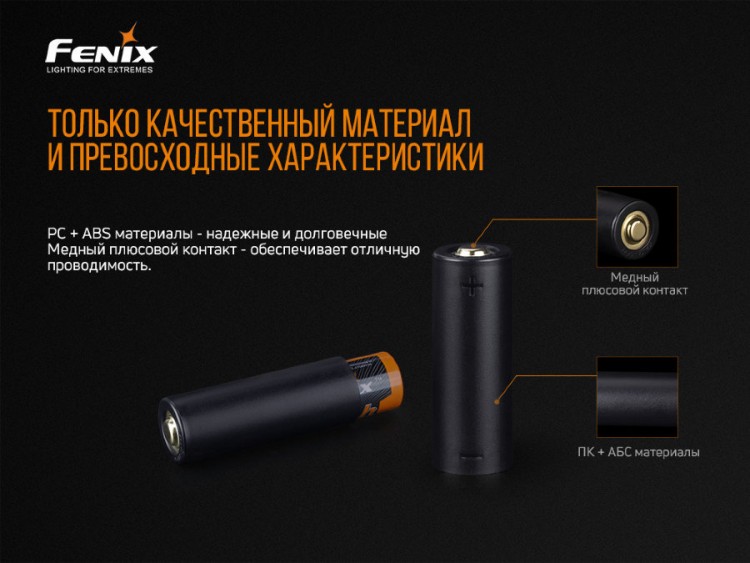 FENIX
LIGHTING FOR EXTREMES
ТОЛЬКО КАЧЕСТВЕННЫЙ МАТЕРИАЛ
И ПРЕВОСХОДНЫЕ ХАРАКТЕРИСТИКИ
PC + ABS материалы - надежные и долговечные
Медный плюсовой контакт - обеспечивает отличную
проводимость.
Медный
плюсовой контакт
+
−
ПК + АБС материалы